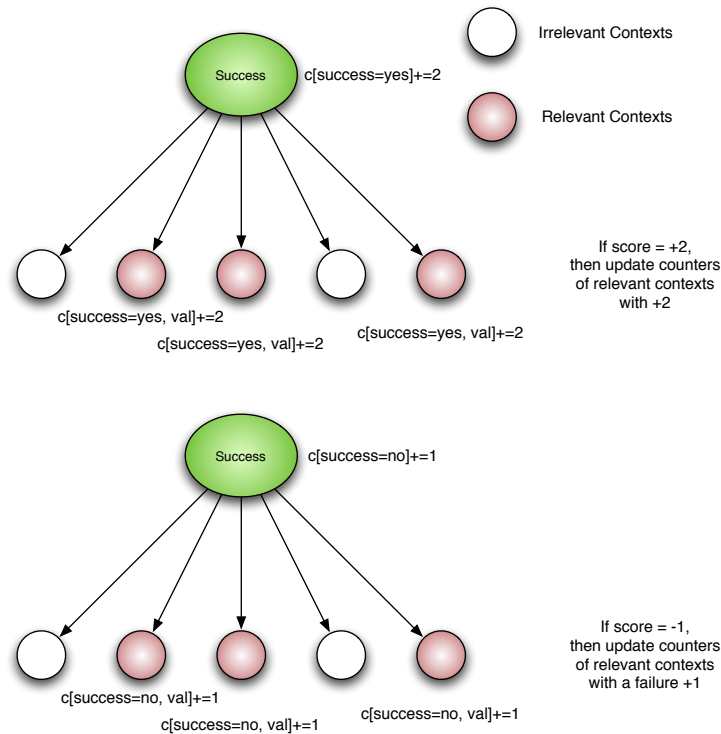 Success
c[success=yes]+=2
Irrelevant Contexts
Relevant Contexts
If score = +2,
then update counters
of relevant contexts
with +2
c[success=yes, val]+=2
c[success=yes, val]+=2
c[success=yes, val]+=2
Success
c[success=no]+=1
If score = -1,
then update counters
of relevant contexts
with a failure +1
c[success=no, val]+=1
c[success=no, val]+=1
c[success=no, val]+=1